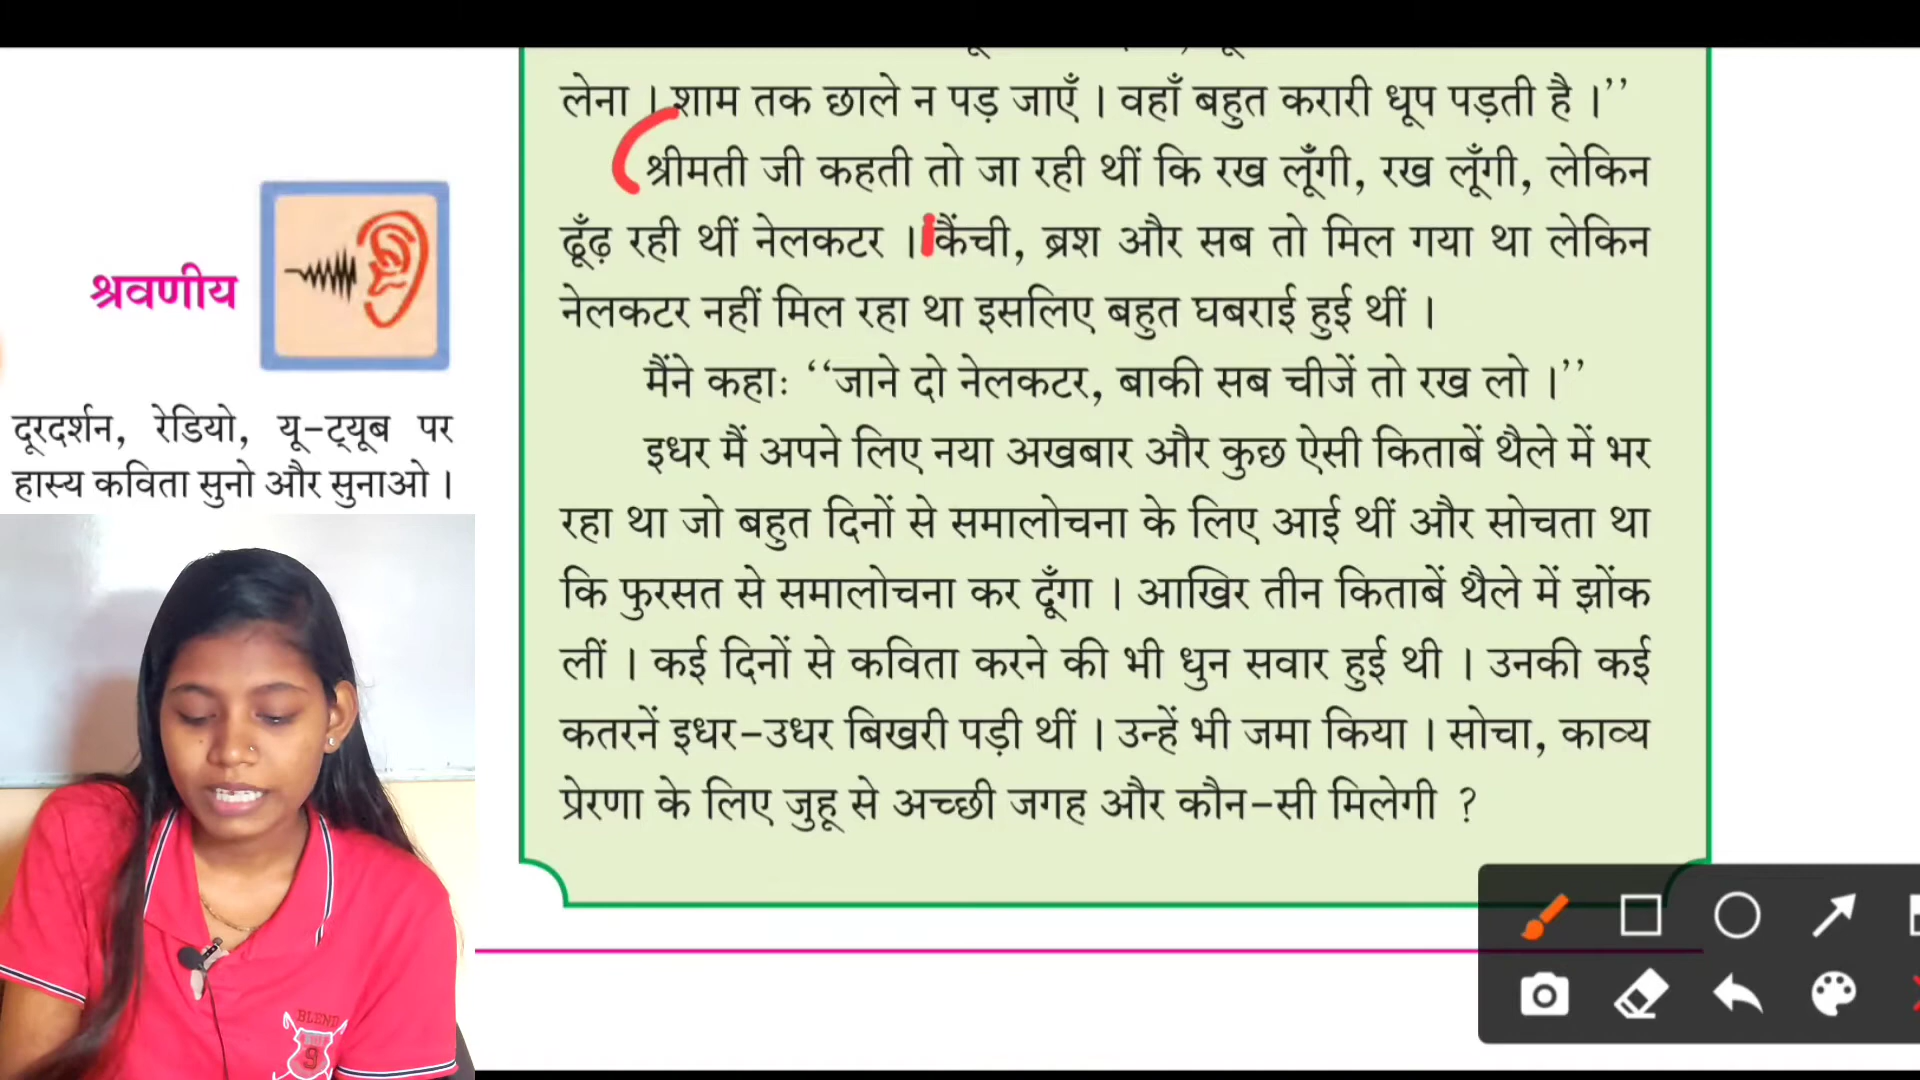 लेना । शाम तक छाले न पड़ जाएँ । वहाँ बहुत करारी धूप पड़ती है ।’’
श्रीमती जी कहती तो जा रही थीं कि रख लूँगी, रख लूँगी, लेकिन
ढूँढ़ रही थीं नेलकटर । कैंची, ब्रश और सब तो मिल गया था लेकिन
नेलकटर नहीं मिल रहा था इसलिए बहुत घबराई हुई थीं ।
मैंने कहाः ‘‘जाने दो नेलकटर, बाकी सब चीजें तो रख लो ।’’
इधर मैं अपने लिए नया अखबार और कुछ ऐसी किताबें थैले में भर
रहा था जो बहुत दिनों से समालोचना के लिए आई थीं और सोचता था
कि फुरसत से समालोचना कर दूँगा । आखिर तीन किताबें थैले में झोंक
लीं । कई दिनों से कविता करने की भी धुन सवार हुई थी । उनकी कई
कतरनें इधर-उधर बिखरी पड़ी थीं । उन्हें भी जमा किया । सोचा, काव्य
प्रेरणा के लिए जुहू से अच्छी जगह और कौन-सी मिलेगी ?
श्रवणीय
दूरदर्शन, रेडियो, यू-ट्यूब पर
हास्य कविता सुनो और सुनाओ ।
BLEND
9